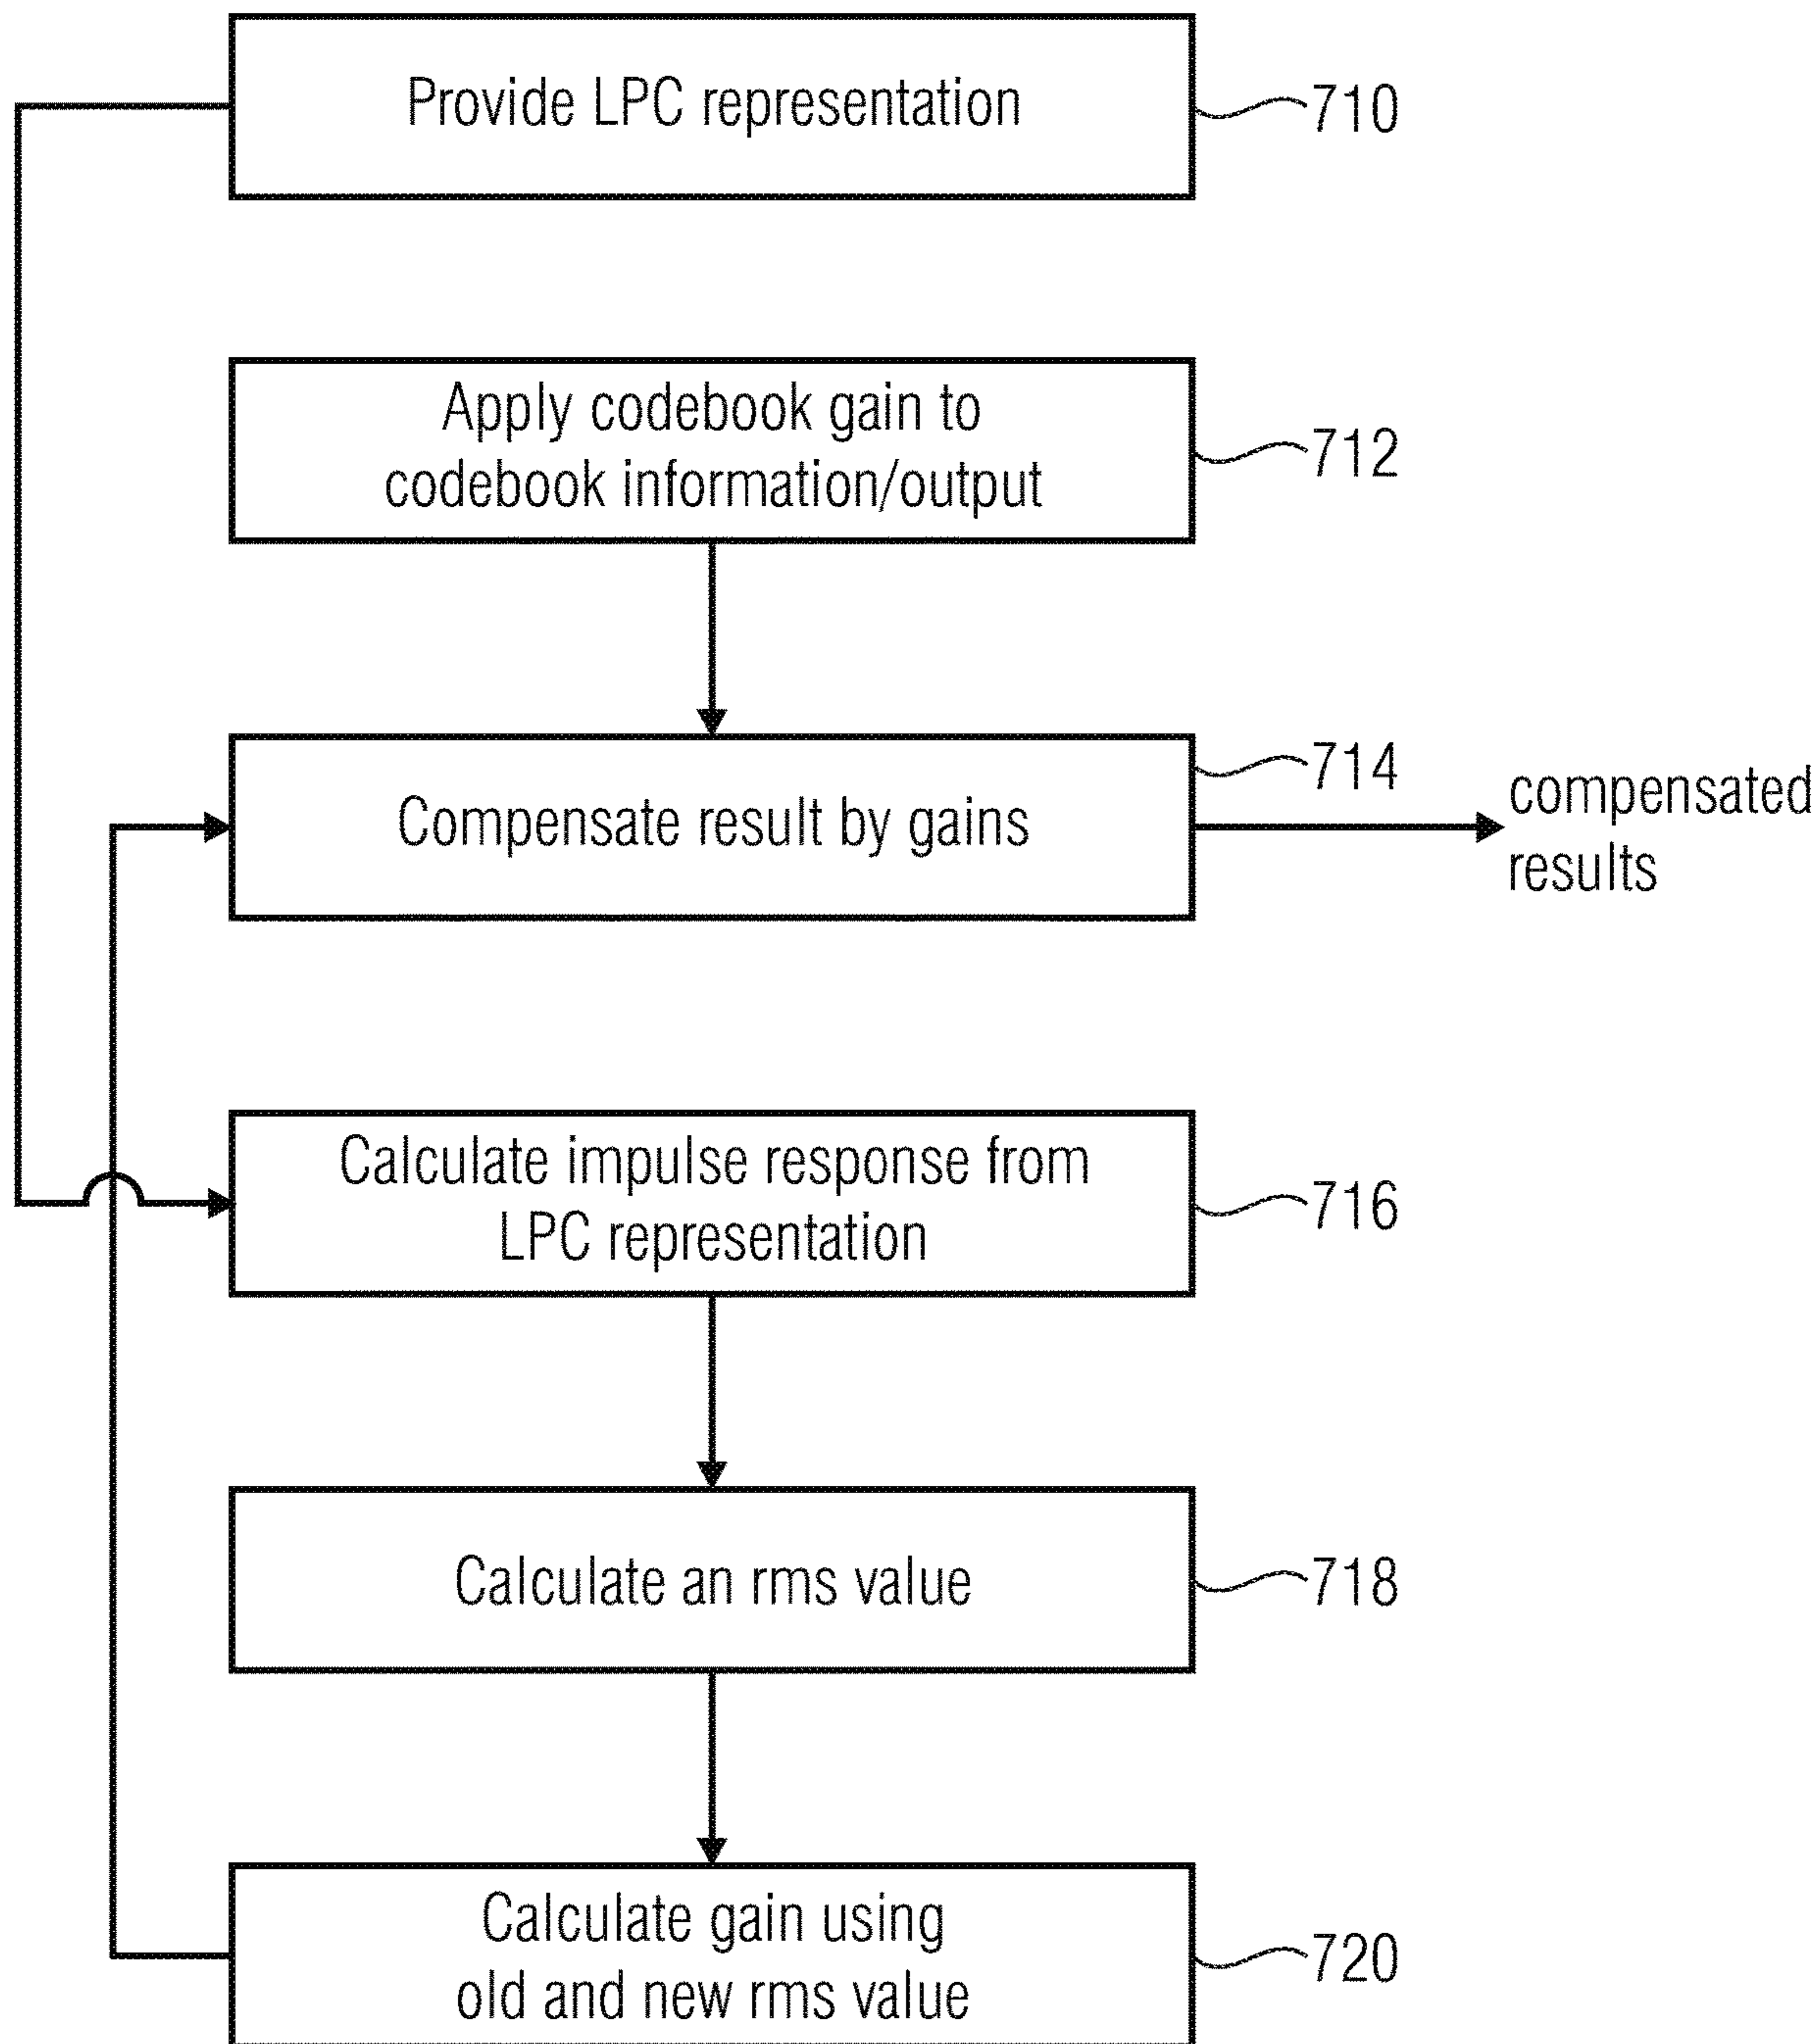 Provide LPC representation
710
Apply codebook gain to
codebook information/output
712
714
Compensate result by gains
compensated
results
Calculate impulse response from
LPC representation
716
Calculate an rms value
718
Calculate gain using
old and new rms value
720